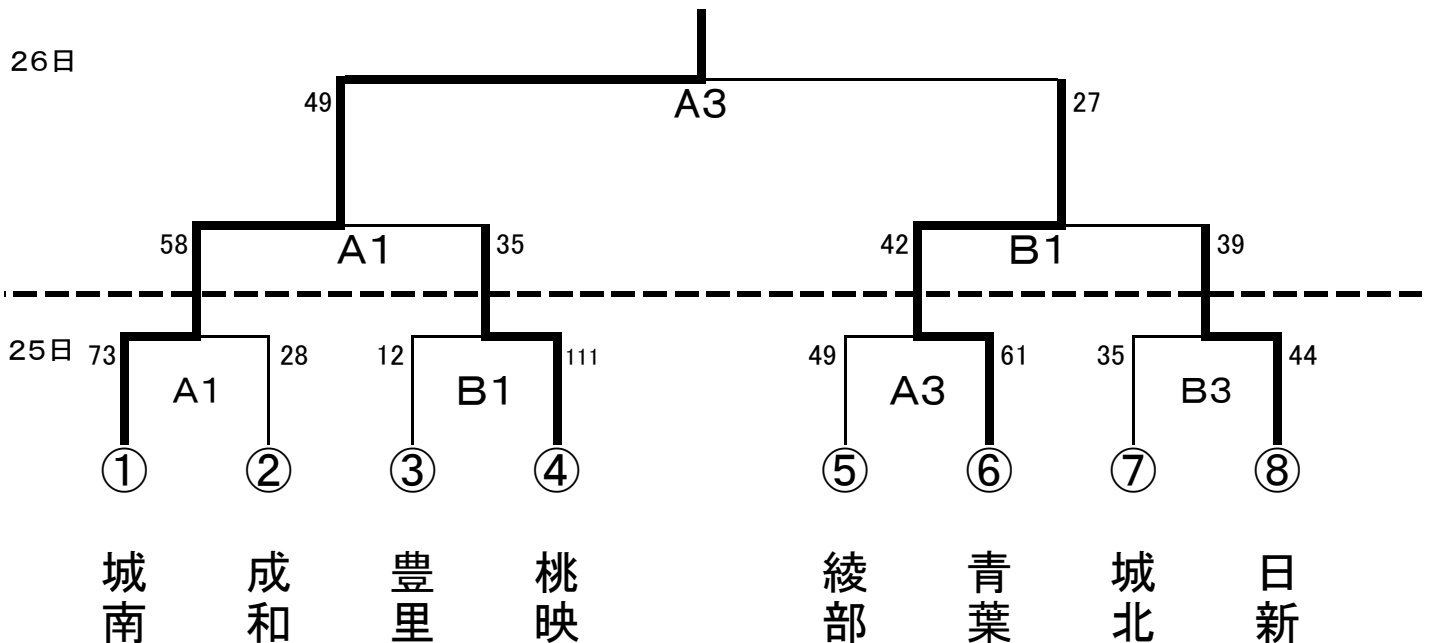 26日
49 A3 27
58 A1 35 42 B1 39
25日 73 A1 28 12 B1 111 49 A3 61 35 B3 44
① ② ③ ④ ⑤ ⑥ ⑦ ⑧
城南 成和 豊里 桃映 綾部 青葉 城北 日新